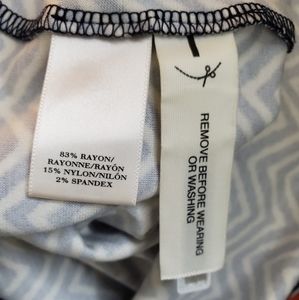 83% RAYON/
RAYONNE/RAYÓN
15% NYLON/NILÓN
2% SPANDEX
REMOVE BEFORE WEARING
OR WASHING